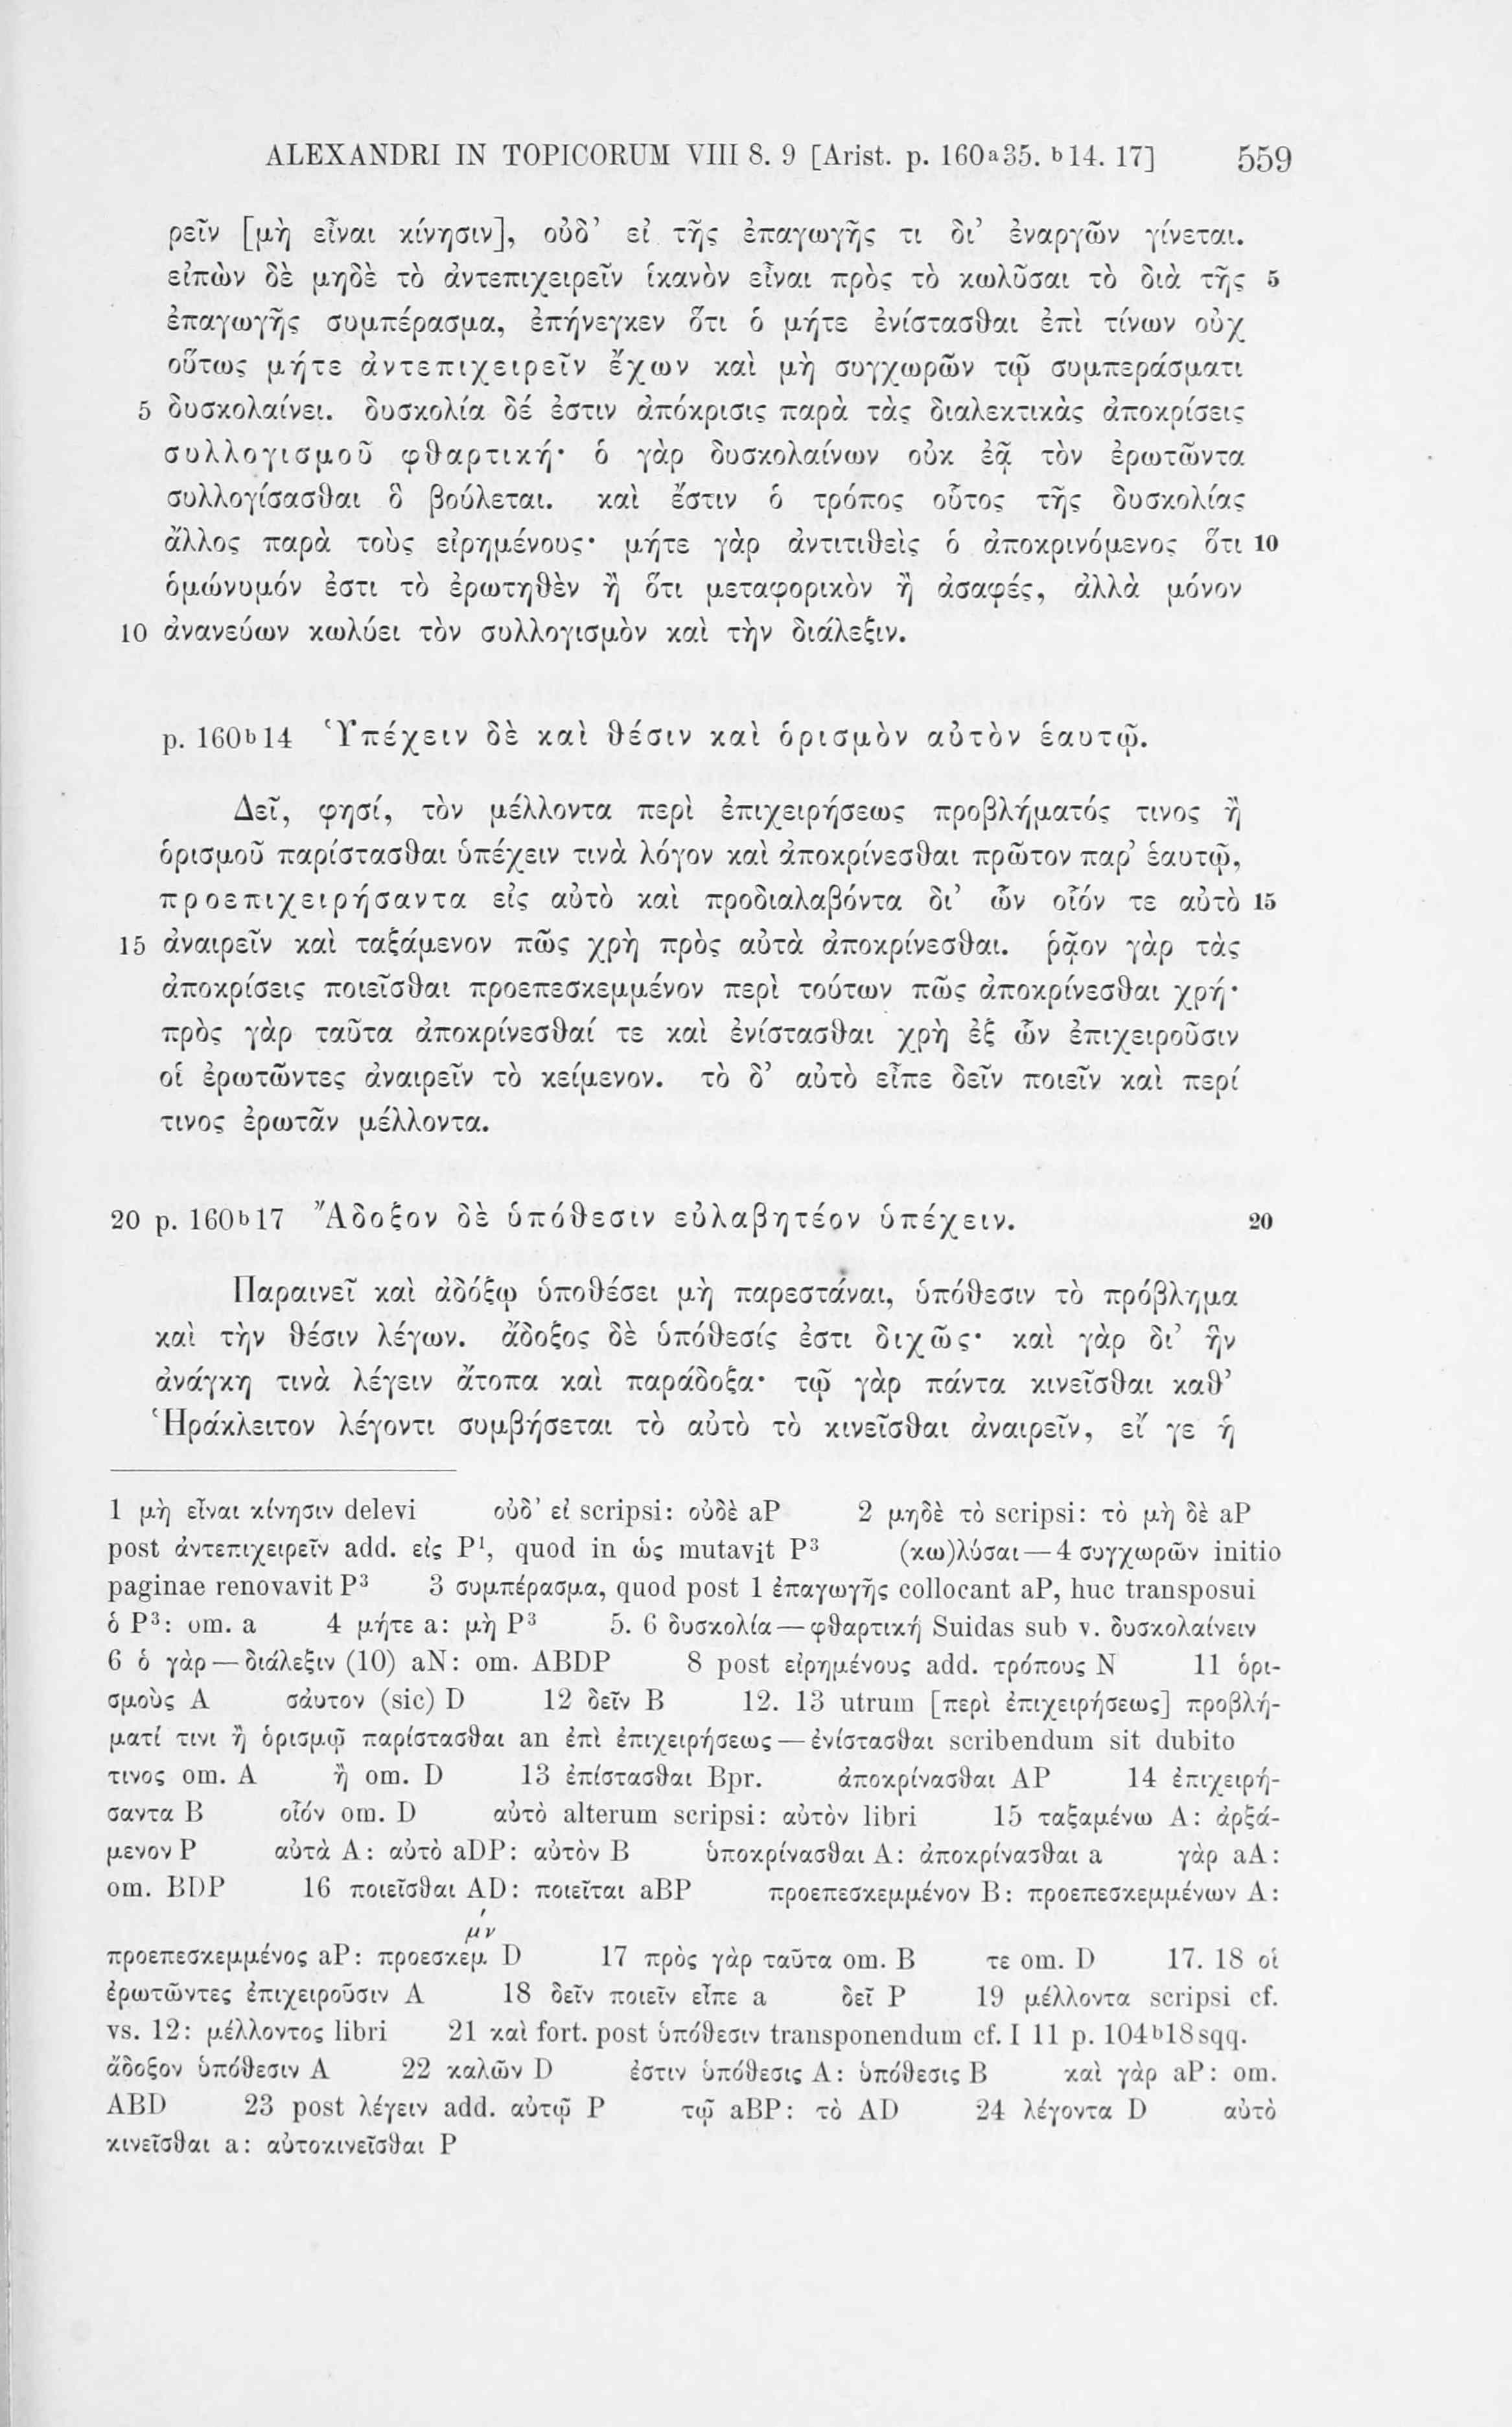 ALEXANDRI IN TOPICORUM VIII 8. 9 [Arist. p. 160a35. b14. 17] 559
ρεῖν [μὴ εἶναι κίνησιν], οὐδ’ εἰ τῆς ἐπαγωγῆς τι δι’ ἐναργῶν γίνεται.
εἰπὼν δὲ μηδὲ τὸ ἀντεπιχειρεῖν ἱκανὸν εἶναι πρὸς τὸ κωλῦσαι τὸ διὰ τῆς 5
ἐπαγωγῆς συμπέρασμα, ἐπήνεγκεν ὅτι ὁ μήτε ἐνίστασθαι ἐπὶ τίνων οὐχ
οὕτως μήτε ἀντεπιχειρεῖν ἔχων καὶ μὴ συγχωρῶν τῷ συμπεράσματι
5 δυσκολαίνει. δυσκολία δέ ἐστιν ἀπόκρισις παρὰ τὰς διαλεκτικὰς ἀποκρίσεις
συλλογισμοῦ φθαρτική· ὁ γὰρ δυσκολαίνων οὐκ ἐᾷ τὸν ἐρωτῶντα
συλλογίσασθαι ὃ βούλεται. καὶ ἔστιν ὁ τρόπος οὗτος τῆς δυσκολίας
ἄλλος παρὰ τοὺς εἰρημένους· μήτε γὰρ ἀντιτιθεὶς ὁ ἀποκρινόμενος ὅτι 10
ὁμώνυμόν ἐστι τὸ ἐρωτηθὲν ἢ ὅτι μεταφορικὸν ἢ ἀσαφές, ἀλλὰ μόνον
10 ἀνανεύων κωλύει τὸν συλλογισμὸν καὶ τὴν διάλεξιν.
p. 160b14 Ὑπέχειν δὲ καὶ θέσιν καὶ ὁρισμὸν αὐτὸν ἑαυτῷ.
Δεῖ, φησί, τὸν μέλλοντα περὶ ἐπιχειρήσεως προβλήματός τινος ἢ
ὁρισμοῦ παρίστασθαι ὑπέχειν τινὰ λόγον καὶ ἀποκρίνεσθαι πρῶτον παρ’ ἑαυτῷ,
προεπιχειρήσαντα εἰς αὐτὸ καὶ προδιαλαβόντα δι’ ὧν οἷόν τε αὐτὸ 15
15 ἀναιρεῖν καὶ ταξάμενον πῶς χρὴ πρὸς αὐτὰ ἀποκρίνεσθαι. ῥᾷον γὰρ τὰς
ἀποκρίσεις ποιεῖσθαι προεπεσκεμμένον περὶ τούτων πῶς ἀποκρίνεσθαι χρή·
πρὸς γὰρ ταῦτα ἀποκρίνεσθαί τε καὶ ἐνίστασθαι χρὴ ἐξ ὧν ἐπιχειροῦσιν
οἱ ἐρωτῶντες ἀναιρεῖν τὸ κείμενον. τὸ δ’ αὐτὸ εἶπε δεῖν ποιεῖν καὶ περί
τινος ἐρωτᾶν μέλλοντα.
20 p. 160b17 Ἄδοξον δὲ ὑπόθεσιν εὐλαβητέον ὑπέχειν. 20
Παραινεῖ καὶ ἀδόξῳ ὑποθέσει μὴ παρεστάναι, ὑπόθεσιν τὸ πρόβλημα
καὶ τὴν θέσιν λέγων. ἄδοξος δὲ ὑπόθεσίς ἐστι διχῶς· καὶ γὰρ δι’ ἣν
ἀνάγκη τινὰ λέγειν ἄτοπα καὶ παράδοξα· τῷ γὰρ πάντα κινεῖσθαι καθ’
Ἡράκλειτον λέγοντι συμβήσεται τὸ αὐτὸ τὸ κινεῖσθαι ἀναιρεῖν, εἴ γε ἡ
1 μὴ εἶναι κίνησιν delevi οὐδ’ εἰ scripsi: οὐδὲ aP 2 μηδὲ τὸ scripsi: τὸ μὴ δὲ aP
post ἀντεπιχειρεῖν add. εἰς P¹, quod in ὡς mutavit P³ (κω)λύσαι—4 συγχωρῶν initio
paginae renovavit P³ 3 συμπέρασμα, quod post 1 ἐπαγωγῆς collocant aP, huc transposui
ὁ P³: om. a 4 μήτε a: μὴ P³ 5. 6 δυσκολία—φθαρτική Suidas sub v. δυσκολαίνειν
6 ὁ γὰρ—διάλεξιν (10) aN: om. ABDP 8 post εἰρημένους add. τρόπους N 11 ὁρι-
σμοὺς A σάυτον (sic) D 12 δεῖν B 12. 13 utrum [περὶ ἐπιχειρήσεως] προβλή-
ματί τινι ἢ ὁρισμῷ παρίστασθαι an ἐπὶ ἐπιχειρήσεως—ἐνίστασθαι scribendum sit dubito
τινος om. A ἢ om. D 13 ἐπίστασθαι Bpr. ἀποκρίνασθαι AP 14 ἐπιχειρή-
σαντα B οἷόν om. D αὐτὸ alterum scripsi: αὐτὸν libri 15 ταξαμένω A: ἀρξά-
μενον P αὐτὰ A: αὐτὸ aDP: αὐτὸν B ὑποκρίνασθαι A: ἀποκρίνασθαι a γὰρ aA:
om. BDP 16 ποιεῖσθαι AD: ποιεῖται aBP προεπεσκεμμένον B: προεπεσκεμμένων A:
μν
προεπεσκεμμένος aP: προεσκεμ D 17 πρὸς γὰρ ταῦτα om. B τε om. D 17. 18 οἱ
ἐρωτῶντες ἐπιχειροῦσιν A 18 δεῖν ποιεῖν εἶπε a δεῖ P 19 μέλλοντα scripsi cf.
vs. 12: μέλλοντος libri 21 καὶ fort. post ὑπόθεσιν transponendum cf. I 11 p. 104b18sqq.
ἄδοξον ὑπόθεσιν A 22 καλῶν D ἐστιν ὑπόθεσις A: ὑπόθεσις B καὶ γὰρ aP: om.
ABD 23 post λέγειν add. αὐτῷ P τῷ aBP: τὸ AD 24 λέγοντα D αὐτὸ
κινεῖσθαι a: αὐτοκινεῖσθαι P